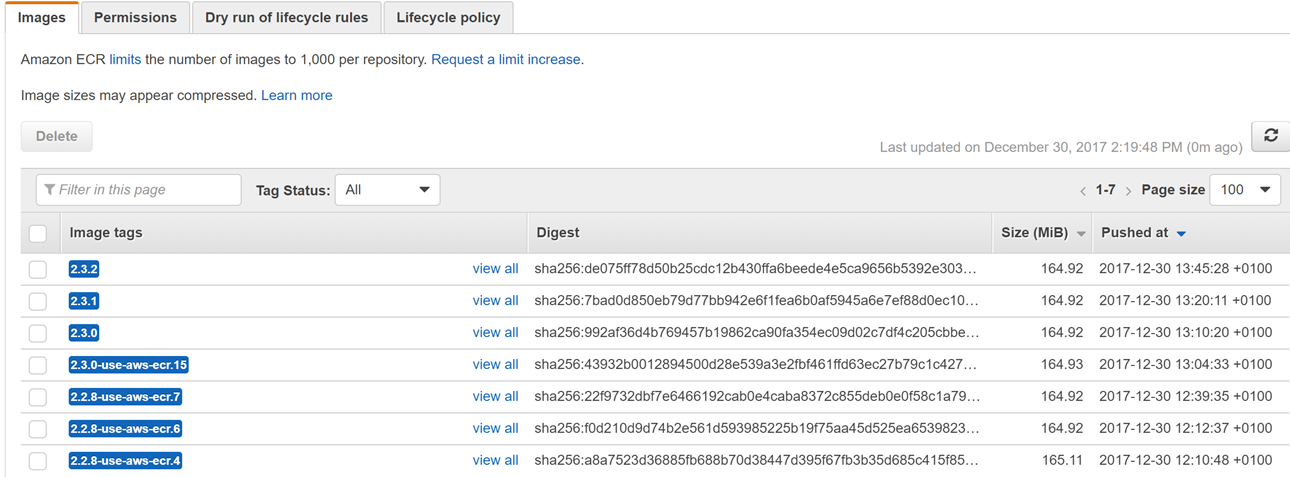 Images Permissions Dry run of lifecycle rules Lifecycle policy
Amazon ECR limits the number of images to 1,000 per repository. Request a limit increase.
Image sizes may appear compressed. Learn more
Delete
Last updated on December 30, 2017 2:19:48 PM (0m ago)
Filter in this page Tag Status: All 1-7 Page size 100
Image tags Digest Size (MiB) Pushed at
2.3.2 view all sha256:de075ff78d50b25cdc12b430ffa6beede4e5ca9656b5392e303... 164.92 2017-12-30 13:45:28 +0100
2.3.1 view all sha256:7bad0d850eb79d77bb942e6f1fea6b0af5945a6e7ef88d0ec10... 164.92 2017-12-30 13:20:11 +0100
2.3.0 view all sha256:992af36d4b769457b19862ca90fa354ec09d02c7df4c205cbbe... 164.92 2017-12-30 13:10:20 +0100
2.3.0-use-aws-ecr.15 view all sha256:43932b0012894500d28e539a3e2fbf461ffd63ec27b79c1c427... 164.93 2017-12-30 13:04:33 +0100
2.2.8-use-aws-ecr.7 view all sha256:22f9732dbf7e6466192cab0e4caba8372c855deb0e0f58c1a79... 164.92 2017-12-30 12:39:35 +0100
2.2.8-use-aws-ecr.6 view all sha256:f0d210d9d74b2e561d593985225b19f75aa45d525ea6539823... 164.92 2017-12-30 12:12:37 +0100
2.2.8-use-aws-ecr.4 view all sha256:a8a7523d36885fb688b70d38447d395f67fb3b35d685c415f85... 165.11 2017-12-30 12:10:48 +0100